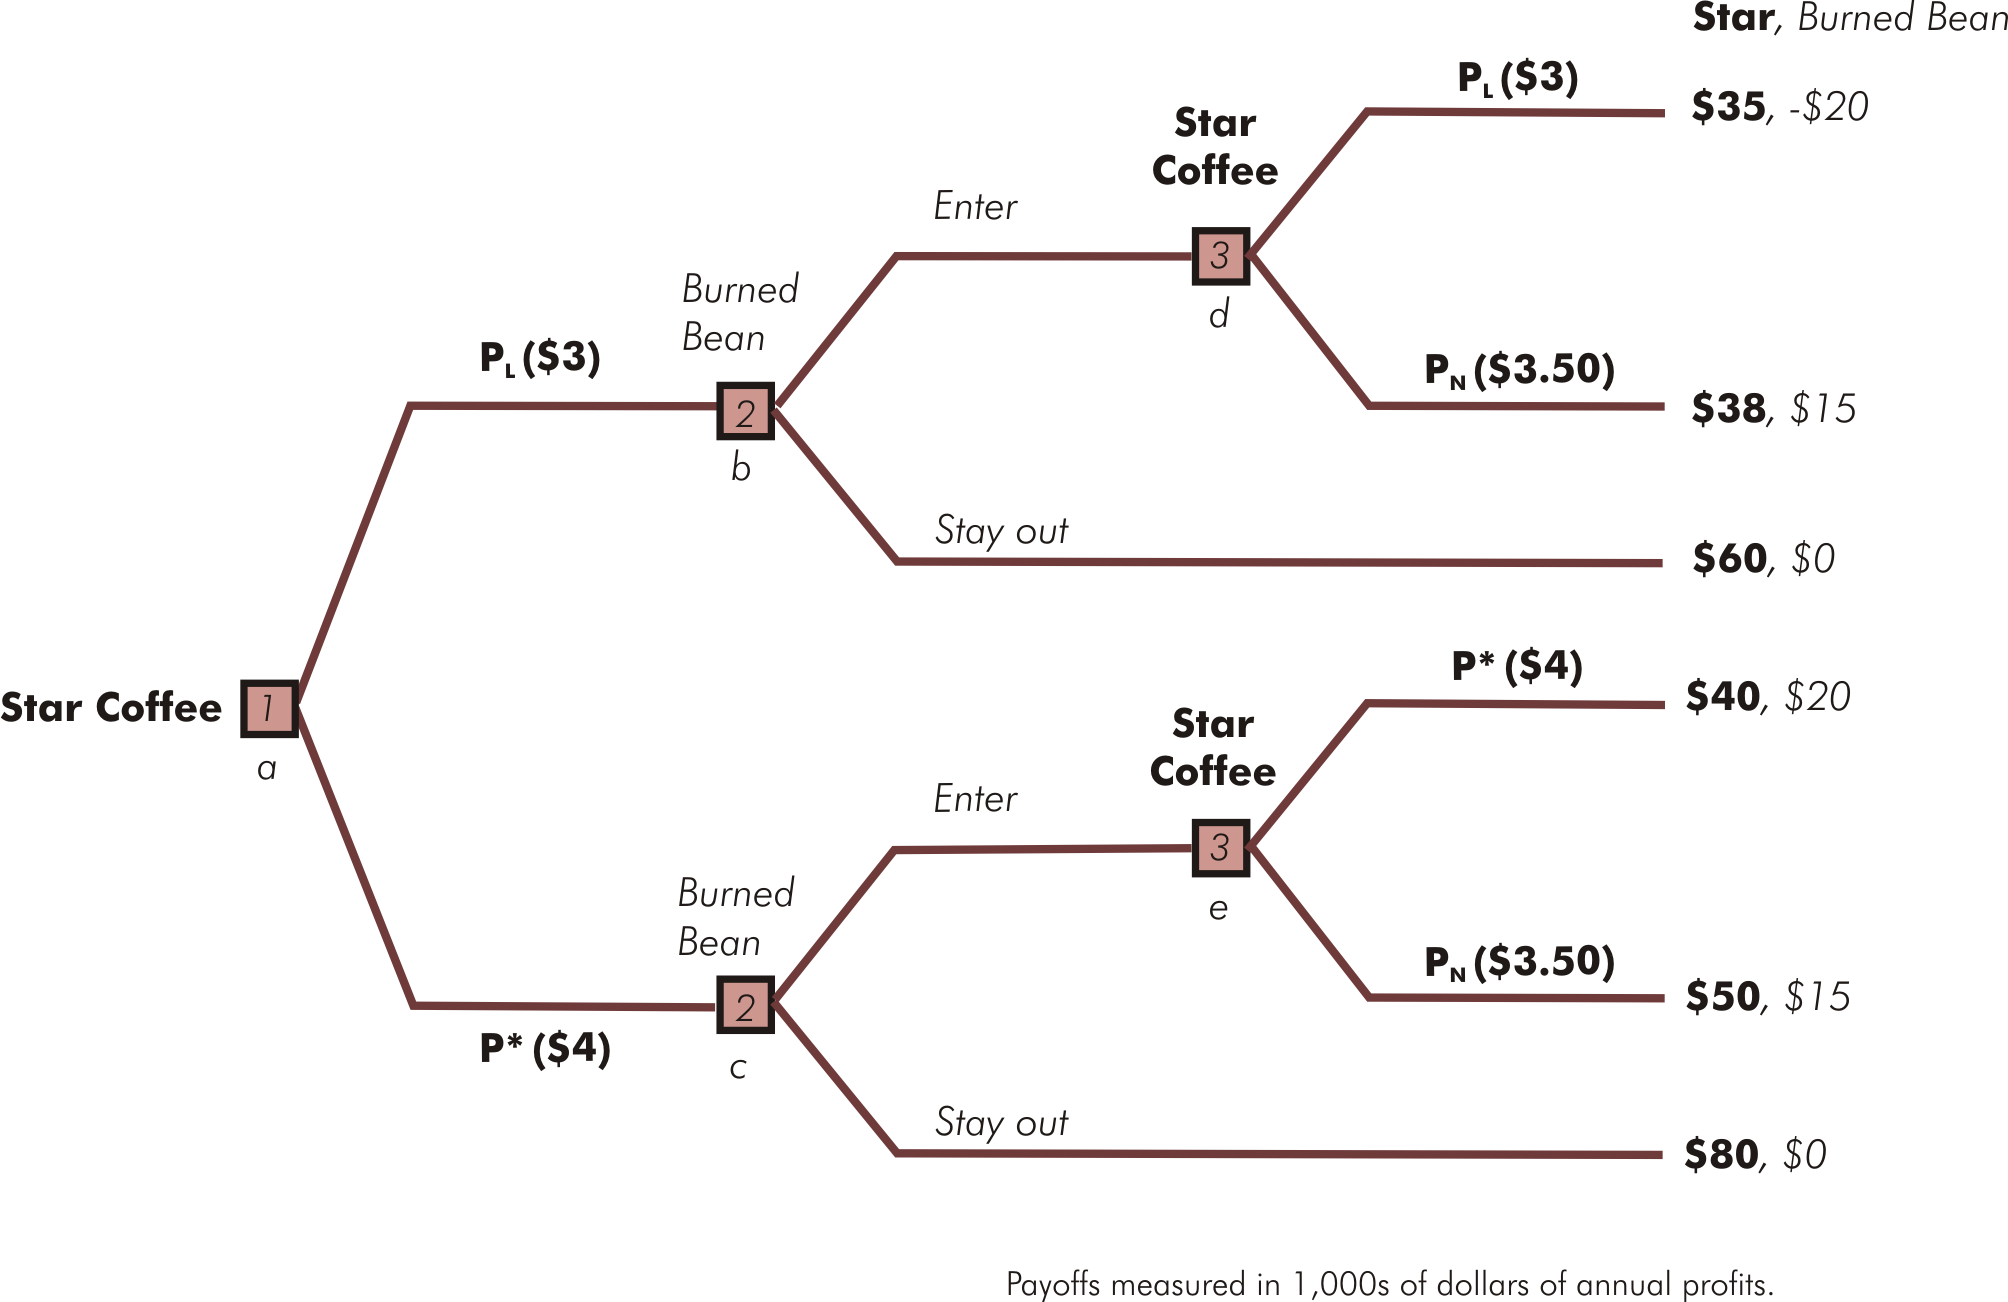 Star, Burned Bean
PL ($3)
$35, -$20
Star
Coffee
Enter
3
d
Burned
Bean
PL ($3)
2
b
PN ($3.50)
$38, $15
Stay out
$60, $0
P* ($4)
$40, $20
Star Coffee
1
a
Star
Coffee
Enter
3
e
Burned
Bean
PN ($3.50)
$50, $15
2
c
P* ($4)
Stay out
$80, $0
Payoffs measured in 1,000s of dollars of annual profits.